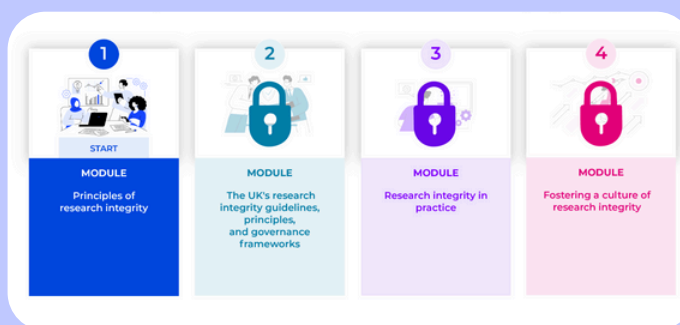 1
START
MODULE
Principles of
research integrity
2
MODULE
The UK's research
integrity guidelines,
principles,
and governance
frameworks
3
MODULE
Research integrity in
practice
4
MODULE
Fostering a culture of
research integrity